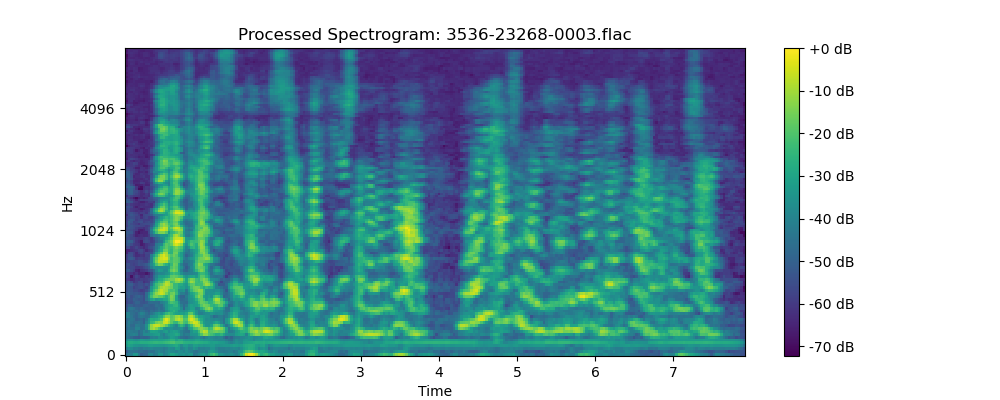 Processed Spectrogram: 3536-23268-0003.flac
Hz
4096
2048
1024
512
0
0 1 2 3 4 5 6 7
Time
+0 dB
-10 dB
-20 dB
-30 dB
-40 dB
-50 dB
-60 dB
-70 dB